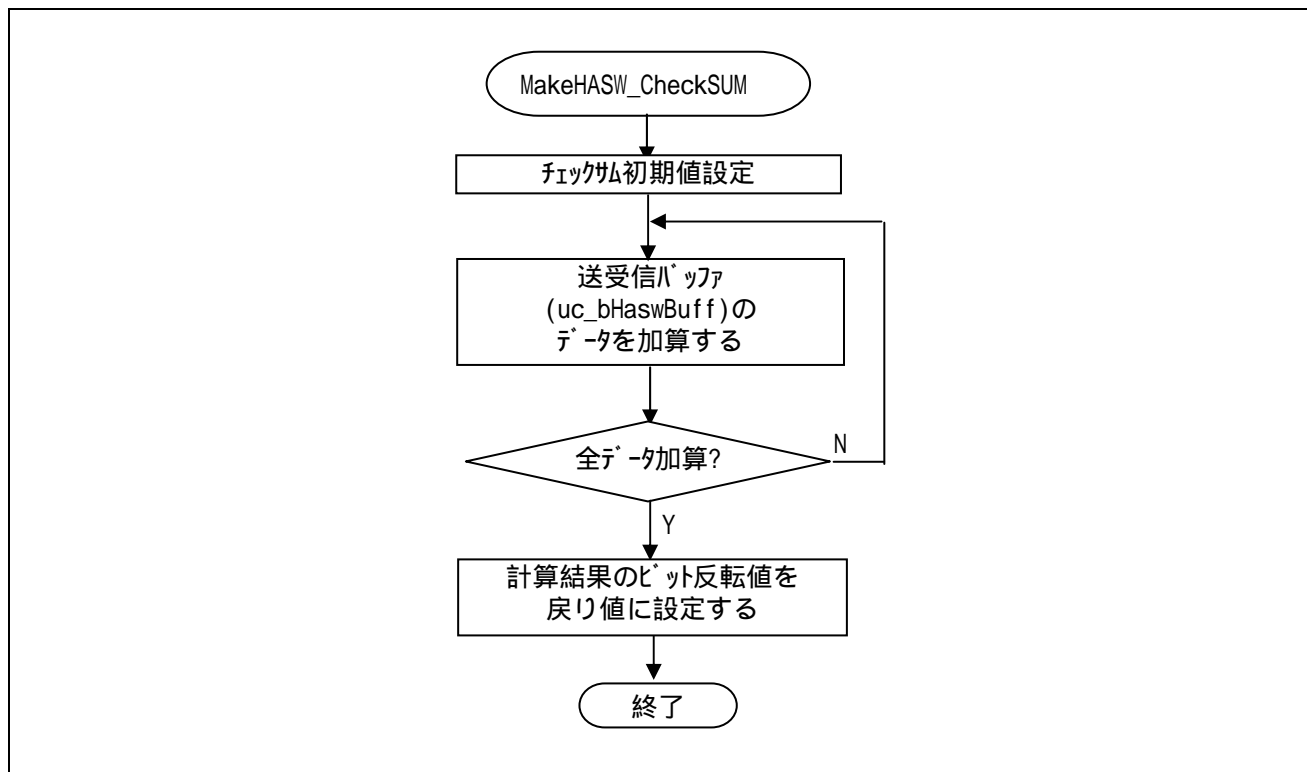 MakeHASW_CheckSUM
ﾁｪｯｸｻﾑ初期値設定
送受信ﾊﾞｯﾌｧ
(uc_bHaswBuff)の
ﾃﾞｰﾀを加算する
全ﾃﾞｰﾀ加算?
N
Y
計算結果のﾋﾞｯﾄ反転値を
戻り値に設定する
終了